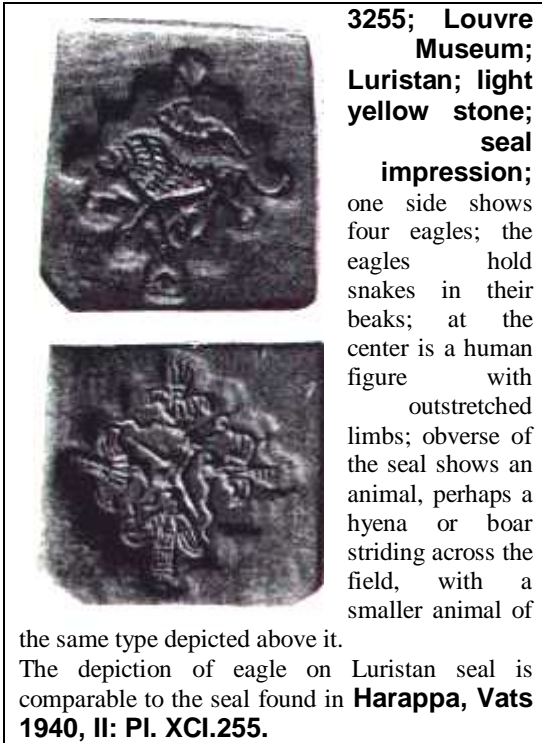 3255; Louvre
Museum;
Luristan; light
yellow stone;
seal
impression;
one side shows
four eagles; the
eagles hold
snakes in their
beaks; at the
center is a human
figure with
outstretched
limbs; obverse of
the seal shows an
animal, perhaps a
hyena or boar
striding across the
field, with a
smaller animal of
the same type depicted above it.
The depiction of eagle on Luristan seal is
comparable to the seal found in Harappa, Vats
1940, II: Pl. XCI.255.